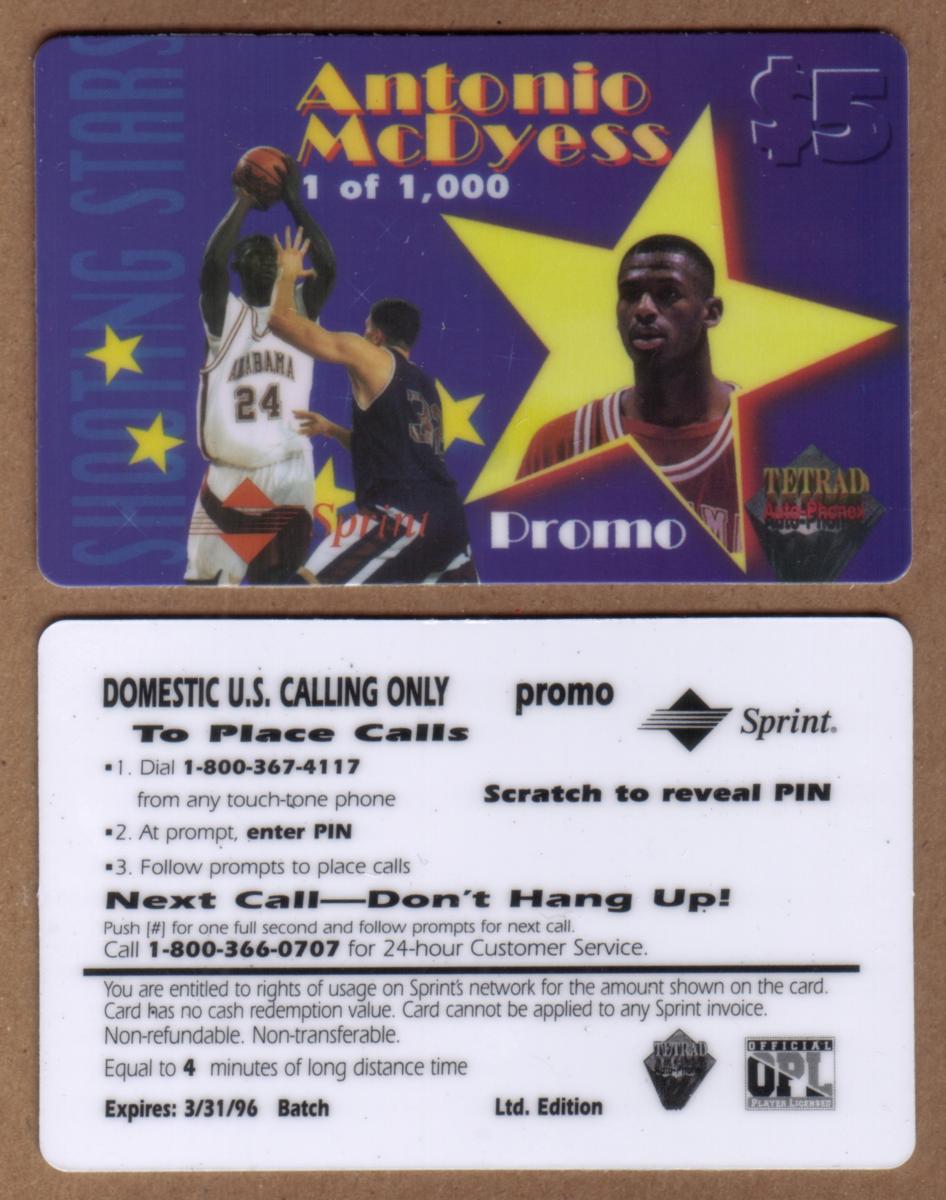 SHOOTING STARS
Antonio
McDyess
1 of 1,000
$5
ALABAMA
24
Sprint
Promo
TETRAD
Auto-Phonex
DOMESTIC U.S. CALLING ONLY
promo
Sprint®
To Place Calls
▪1. Dial 1-800-367-4117
from any touch-tone phone
Scratch to reveal PIN
▪2. At prompt, enter PIN
▪3. Follow prompts to place calls
Next Call—Don't Hang Up!
Push [#] for one full second and follow prompts for next call.
Call 1-800-366-0707 for 24-hour Customer Service.
You are entitled to rights of usage on Sprint's network for the amount shown on the card.
Card has no cash redemption value. Card cannot be applied to any Sprint invoice.
Non-refundable. Non-transferable.
Equal to 4 minutes of long distance time
Expires: 3/31/96 Batch
Ltd. Edition
TETRAD
OFFICIAL
OPL
PLAYER LICENSED